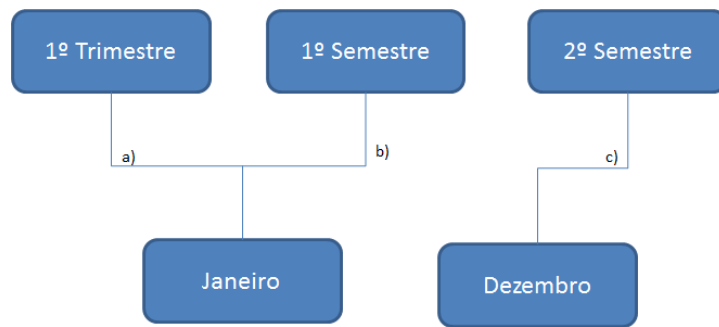 1º Trimestre
1º Semestre
2º Semestre
a)
b)
c)
Janeiro
Dezembro